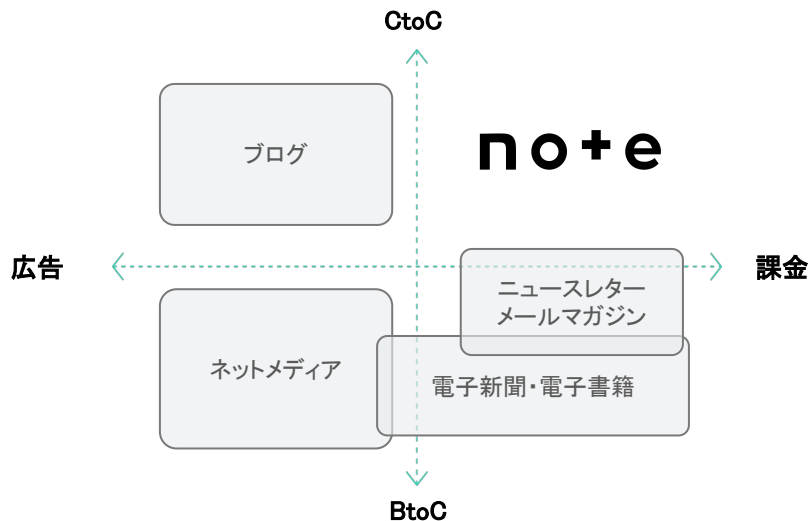 CtoC
ブログ
note
広告
課金
ニュースレター
メールマガジン
ネットメディア
電子新聞・電子書籍
BtoC